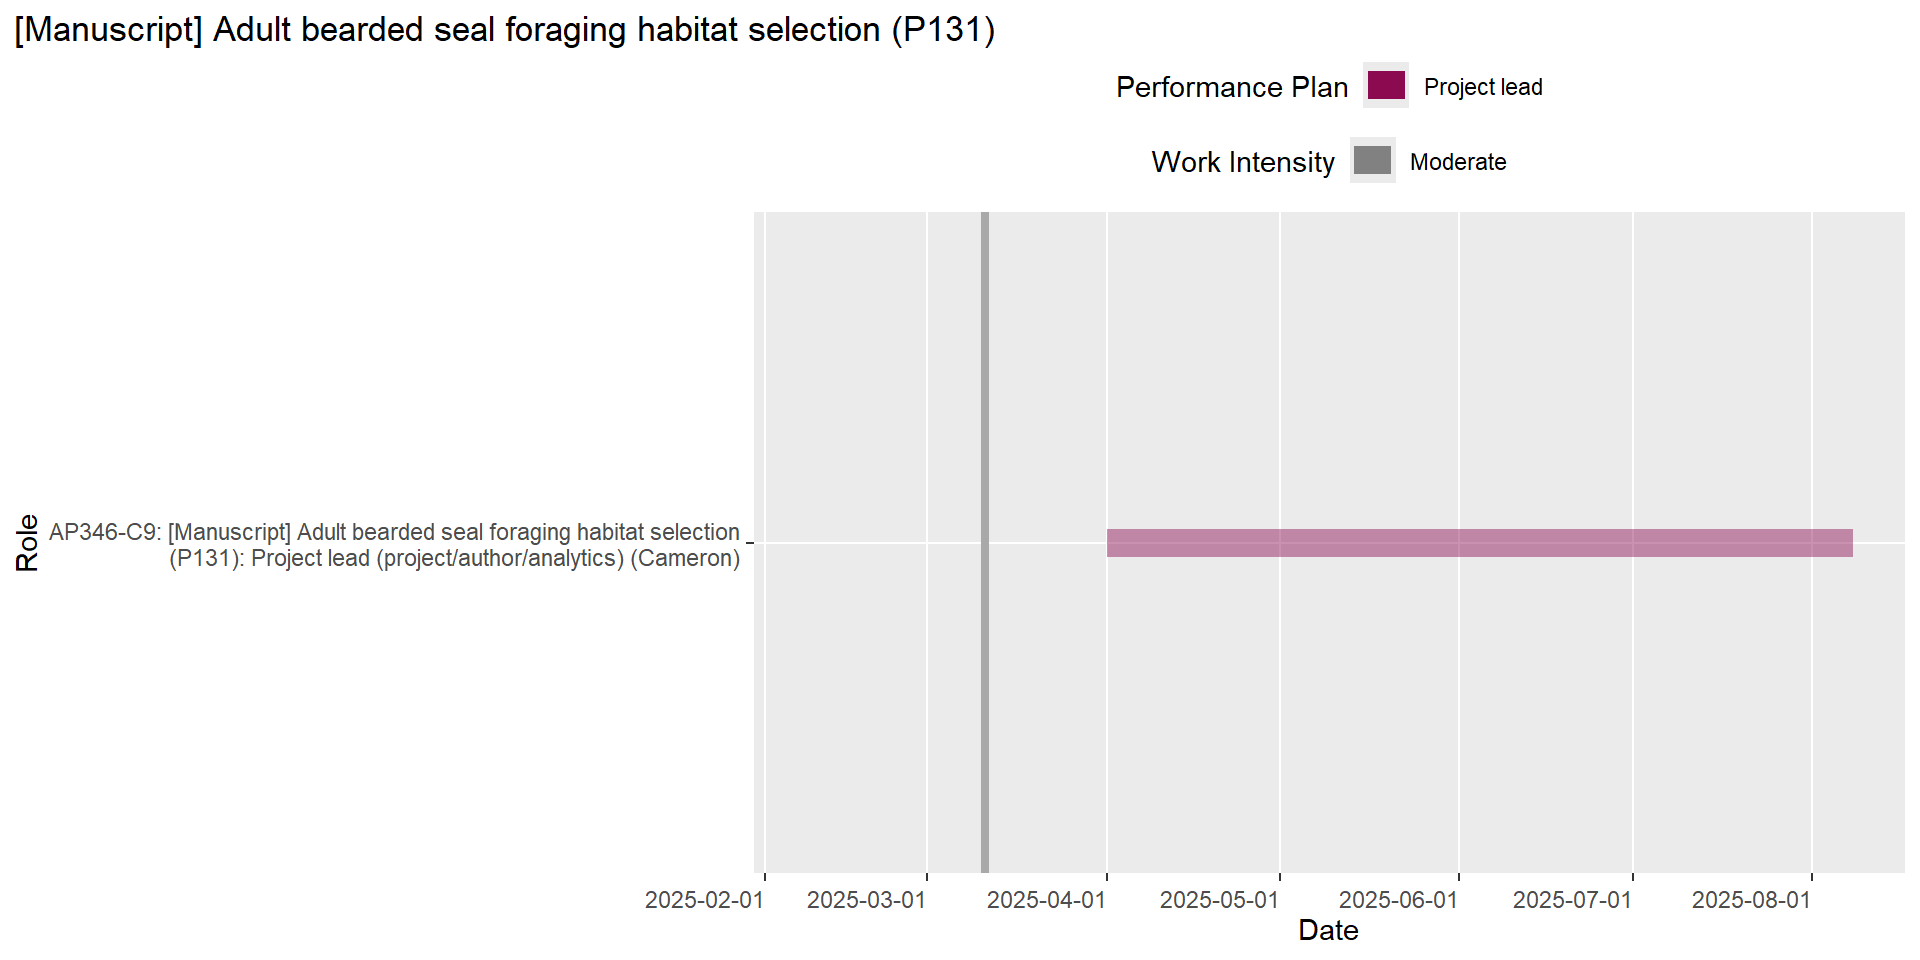 [Manuscript] Adult bearded seal foraging habitat selection (P131)
Performance Plan Project lead
Work Intensity Moderate
Role
AP346-C9: [Manuscript] Adult bearded seal foraging habitat selection
(P131): Project lead (project/author/analytics) (Cameron)
2025-02-01 2025-03-01 2025-04-01 2025-05-01 2025-06-01 2025-07-01 2025-08-01
Date